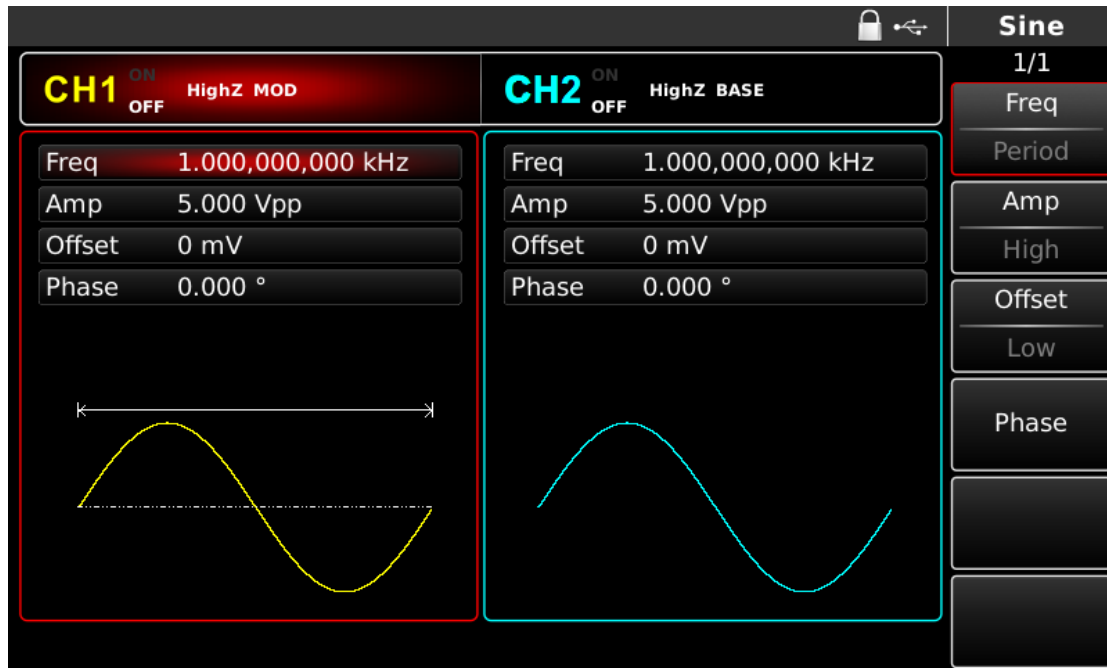 Sine
1/1
CH1 ON OFF HighZ MOD
CH2 ON OFF HighZ BASE
Freq 1.000,000,000 kHz
Amp 5.000 Vpp
Offset 0 mV
Phase 0.000 °
Freq 1.000,000,000 kHz
Amp 5.000 Vpp
Offset 0 mV
Phase 0.000 °
Freq
Period
Amp
High
Offset
Low
Phase